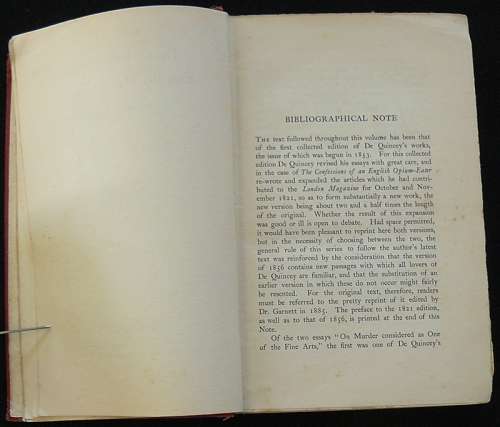 BIBLIOGRAPHICAL NOTE
THE text followed throughout this volume has been that
of the first collected edition of De Quincey's works,
the issue of which was begun in 1853. For this collected
edition De Quincey revised his essays with great care, and
in the case of The Confessions of an English Opium-Eater
re-wrote and expanded the articles which he had contri-
buted to the London Magazine for October and Nov-
ember 1821, so as to form substantially a new work, the
new version being about two and a half times the length
of the original. Whether the result of this expansion
was good or ill is open to debate. Had space permitted,
it would have been pleasant to reprint here both versions,
but in the necessity of choosing between the two, the
general rule of this series to follow the author's latest
text was reinforced by the consideration that the version
of 1856 contains new passages with which all lovers of
De Quincey are familiar, and that the substitution of an
earlier version in which these do not occur might fairly
be resented. For the original text, therefore, readers
must be referred to the pretty reprint of it edited by
Dr. Garnett in 1885. The preface to the 1821 edition,
as well as to that of 1856, is printed at the end of this
Note.
Of the two essays "On Murder considered as One
of the Fine Arts," the first was one of De Quincey's